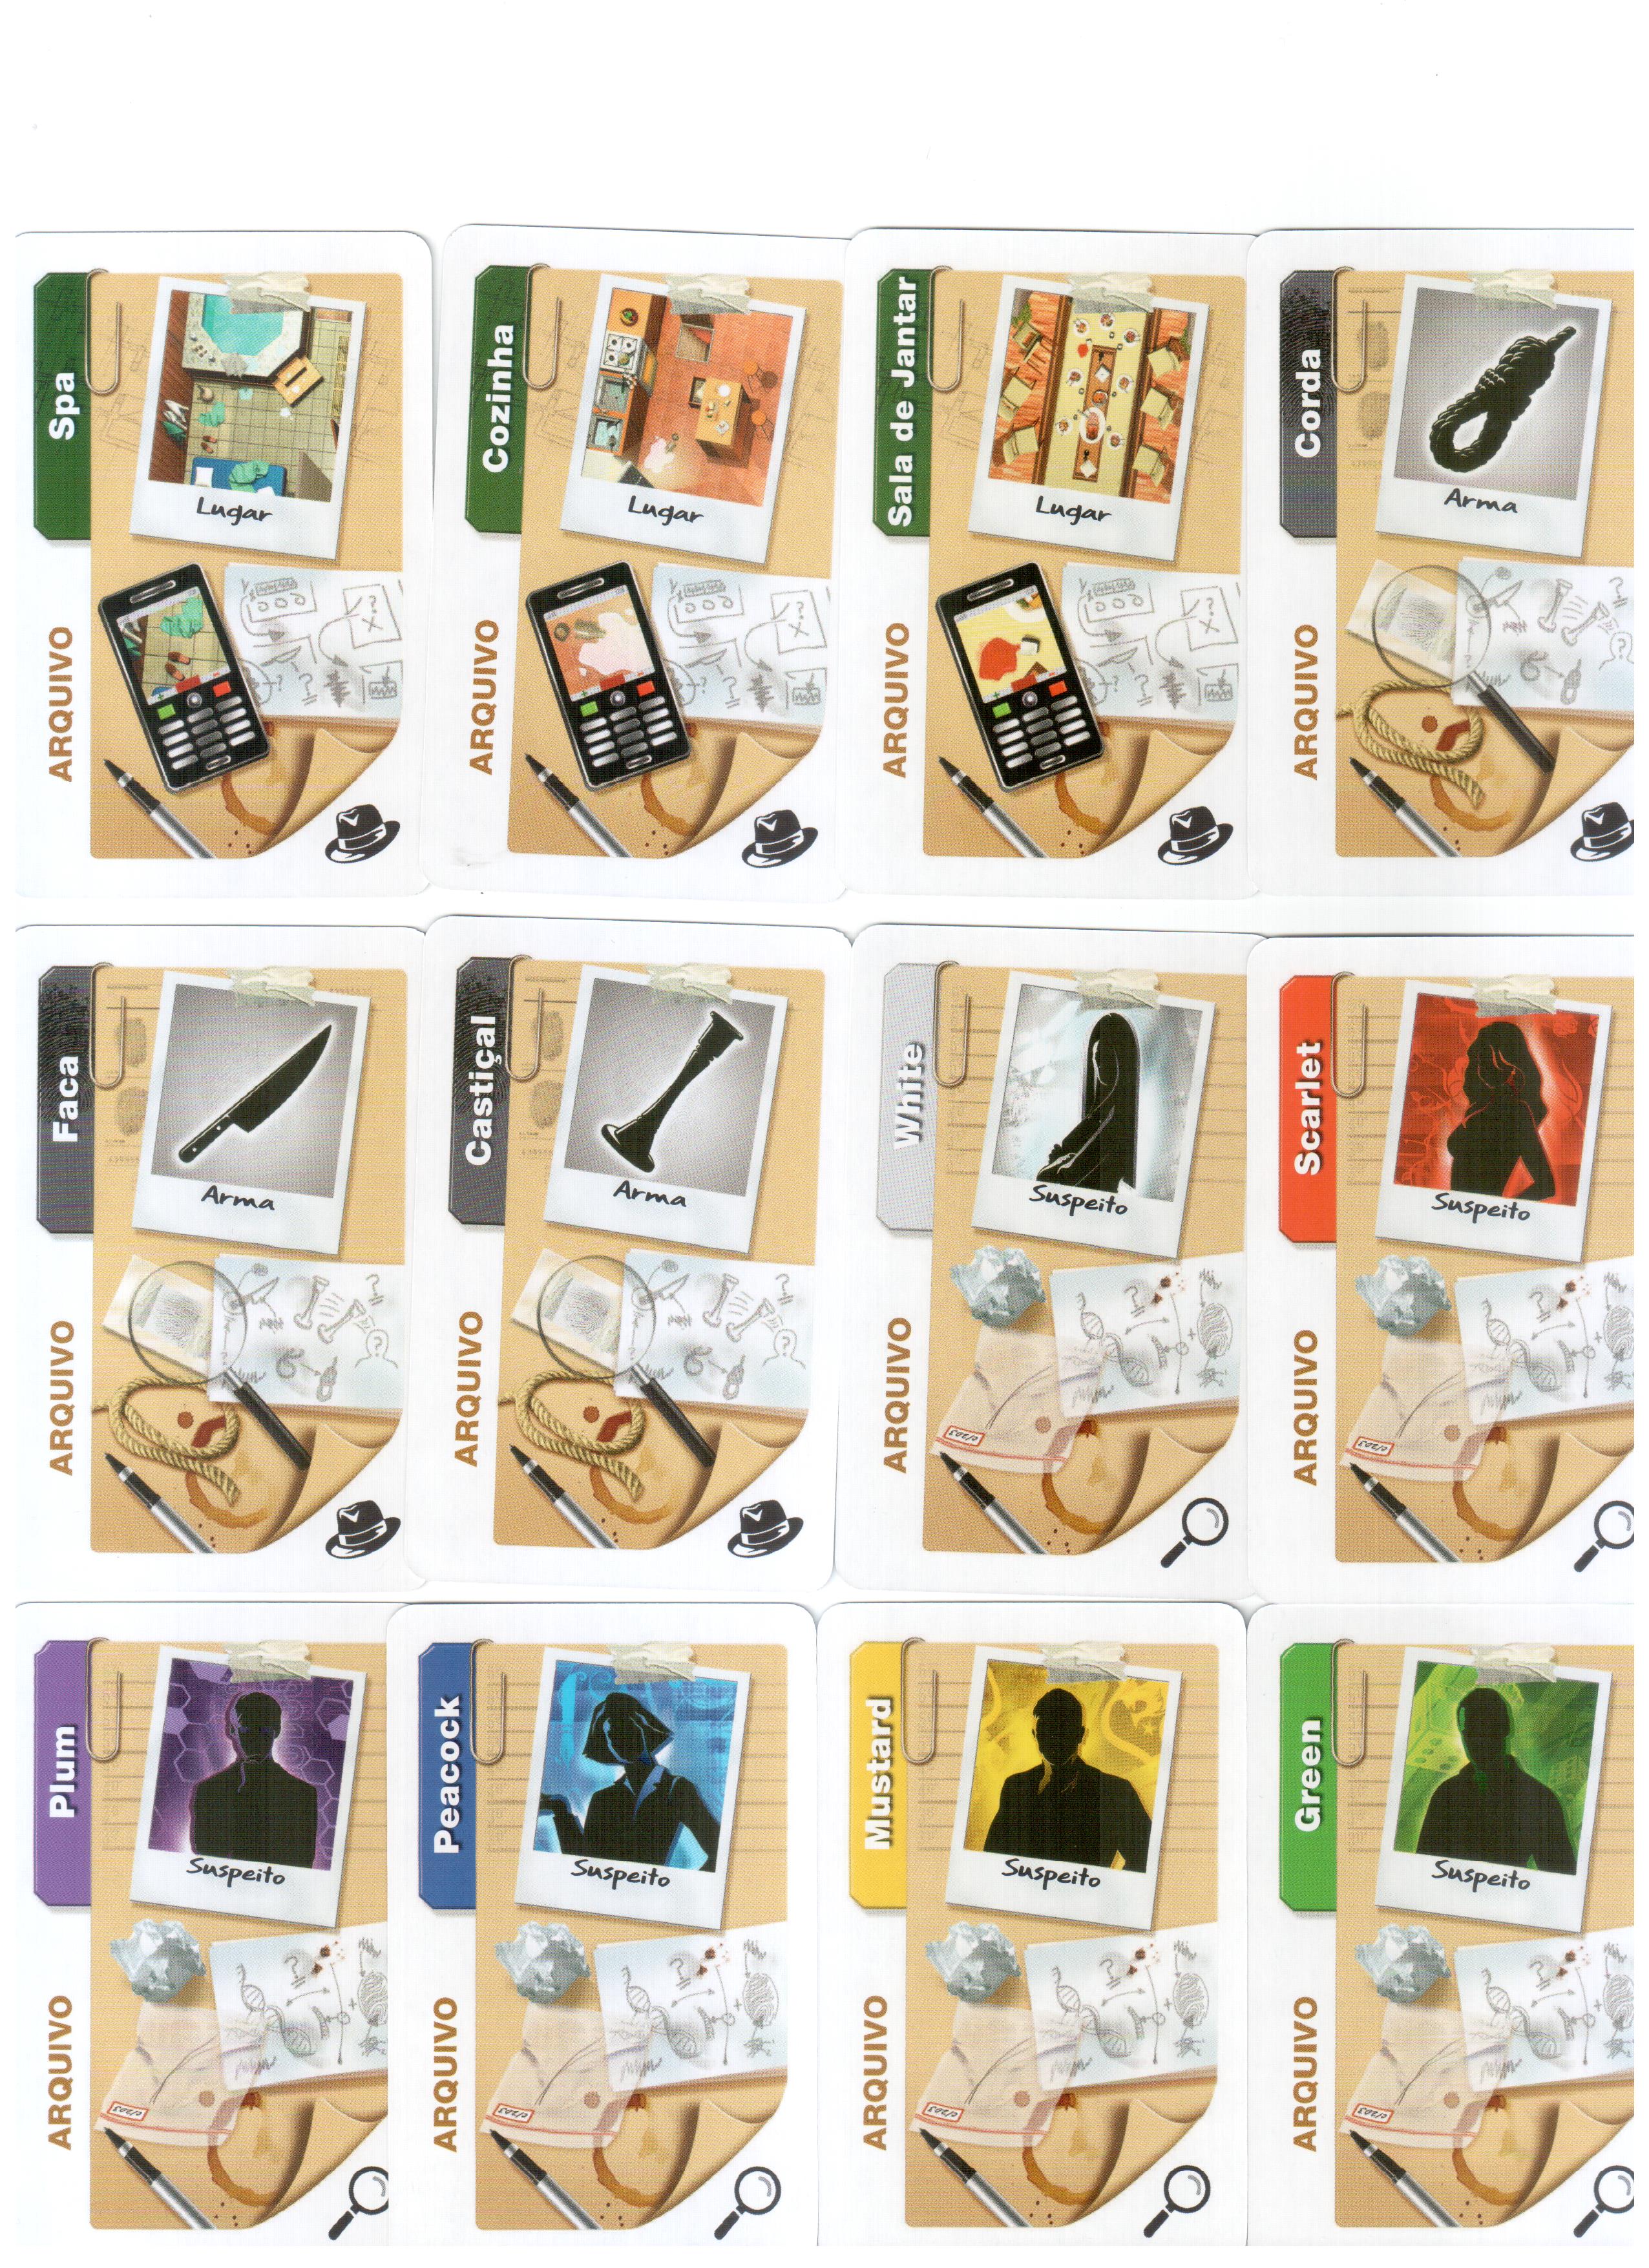 Spa
Lugar
ARQUIVO
Cozinha
Lugar
ARQUIVO
Sala de Jantar
Lugar
ARQUIVO
Corda
Arma
ARQUIVO
Faca
Arma
ARQUIVO
Castiçal
Arma
ARQUIVO
White
Suspeito
ARQUIVO
Scarlet
Suspeito
ARQUIVO
Plum
Suspeito
ARQUIVO
Peacock
Suspeito
ARQUIVO
Mustard
Suspeito
ARQUIVO
Green
Suspeito
ARQUIVO